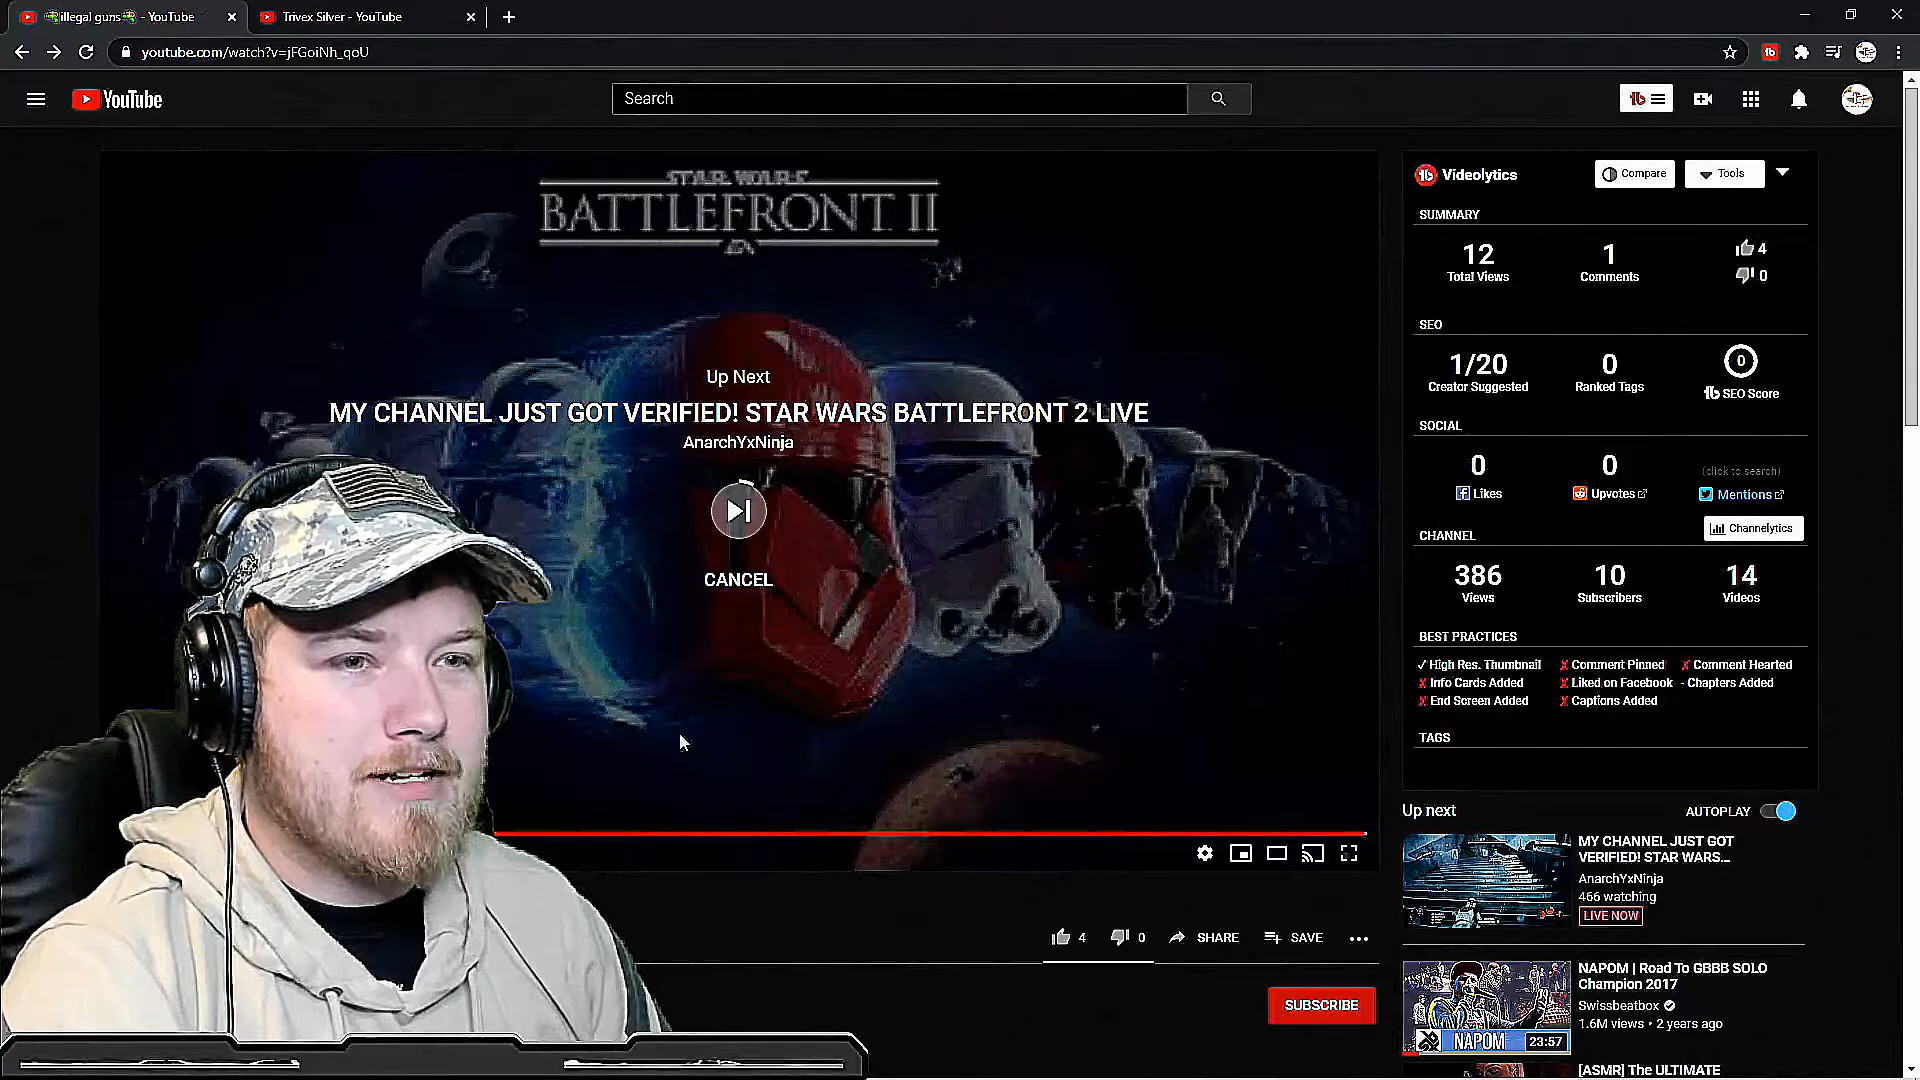 illegal guns - YouTube
Trivex Silver - YouTube
youtube.com/watch?v=jFGoiNh_qoU
YouTube
Search
STAR WARS
BATTLEFRONT II
EA
Up Next
MY CHANNEL JUST GOT VERIFIED! STAR WARS BATTLEFRONT 2 LIVE
AnarchYxNinja
CANCEL
4
0
SHARE
SAVE
SUBSCRIBE
tb Videolytics
Compare
Tools
SUMMARY
12
1
4
Total Views
Comments
0
SEO
1/20
0
0
Creator Suggested
Ranked Tags
tb SEO Score
SOCIAL
0
0
(click to search)
Likes
Upvotes
Mentions
Channelytics
CHANNEL
386
10
14
Views
Subscribers
Videos
BEST PRACTICES
✓ High Res. Thumbnail
✗ Comment Pinned
✗ Comment Hearted
✗ Info Cards Added
✗ Liked on Facebook
- Chapters Added
✗ End Screen Added
✗ Captions Added
TAGS
Up next
AUTOPLAY
MY CHANNEL JUST GOT
VERIFIED! STAR WARS...
AnarchYxNinja
466 watching
LIVE NOW
NAPOM | Road To GBBB SOLO
Champion 2017
Swissbeatbox
1.6M views • 2 years ago
NAPOM
23:57
[ASMR] The ULTIMATE